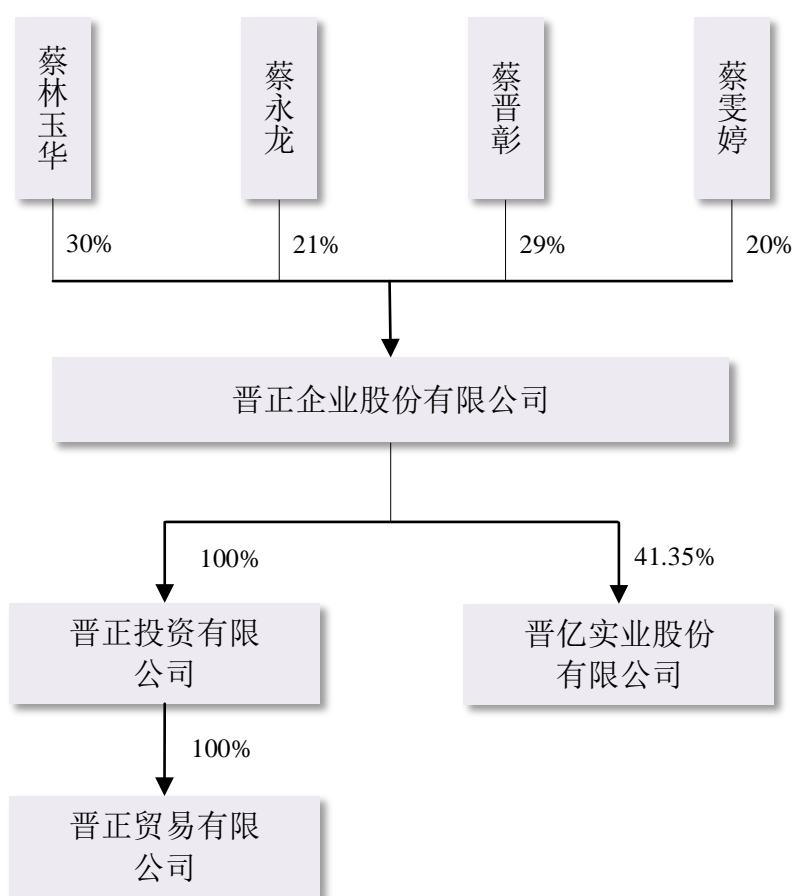 蔡林玉华
蔡永龙
蔡晋彰
蔡雯婷
30%
21%
29%
20%
晋正企业股份有限公司
100%
41.35%
晋正投资有限
公司
晋亿实业股份
有限公司
100%
晋正贸易有限
公司